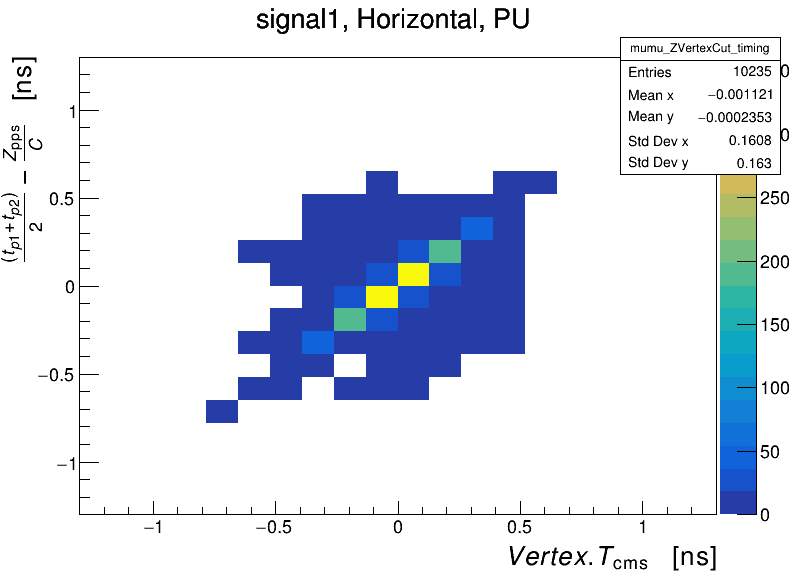 signal1, Horizontal, PU
mumu_ZVertexCut_timing
Entries 10235
Mean x −0.001121
Mean y −0.0002353
Std Dev x 0.1608
Std Dev y 0.163
(t_p1+t_p2)/2 − Z_pps/C [ns]
1
0.5
0
−0.5
−1
−1
−0.5
0
0.5
1
Vertex.T_cms [ns]
0
0
250
200
150
100
50
0